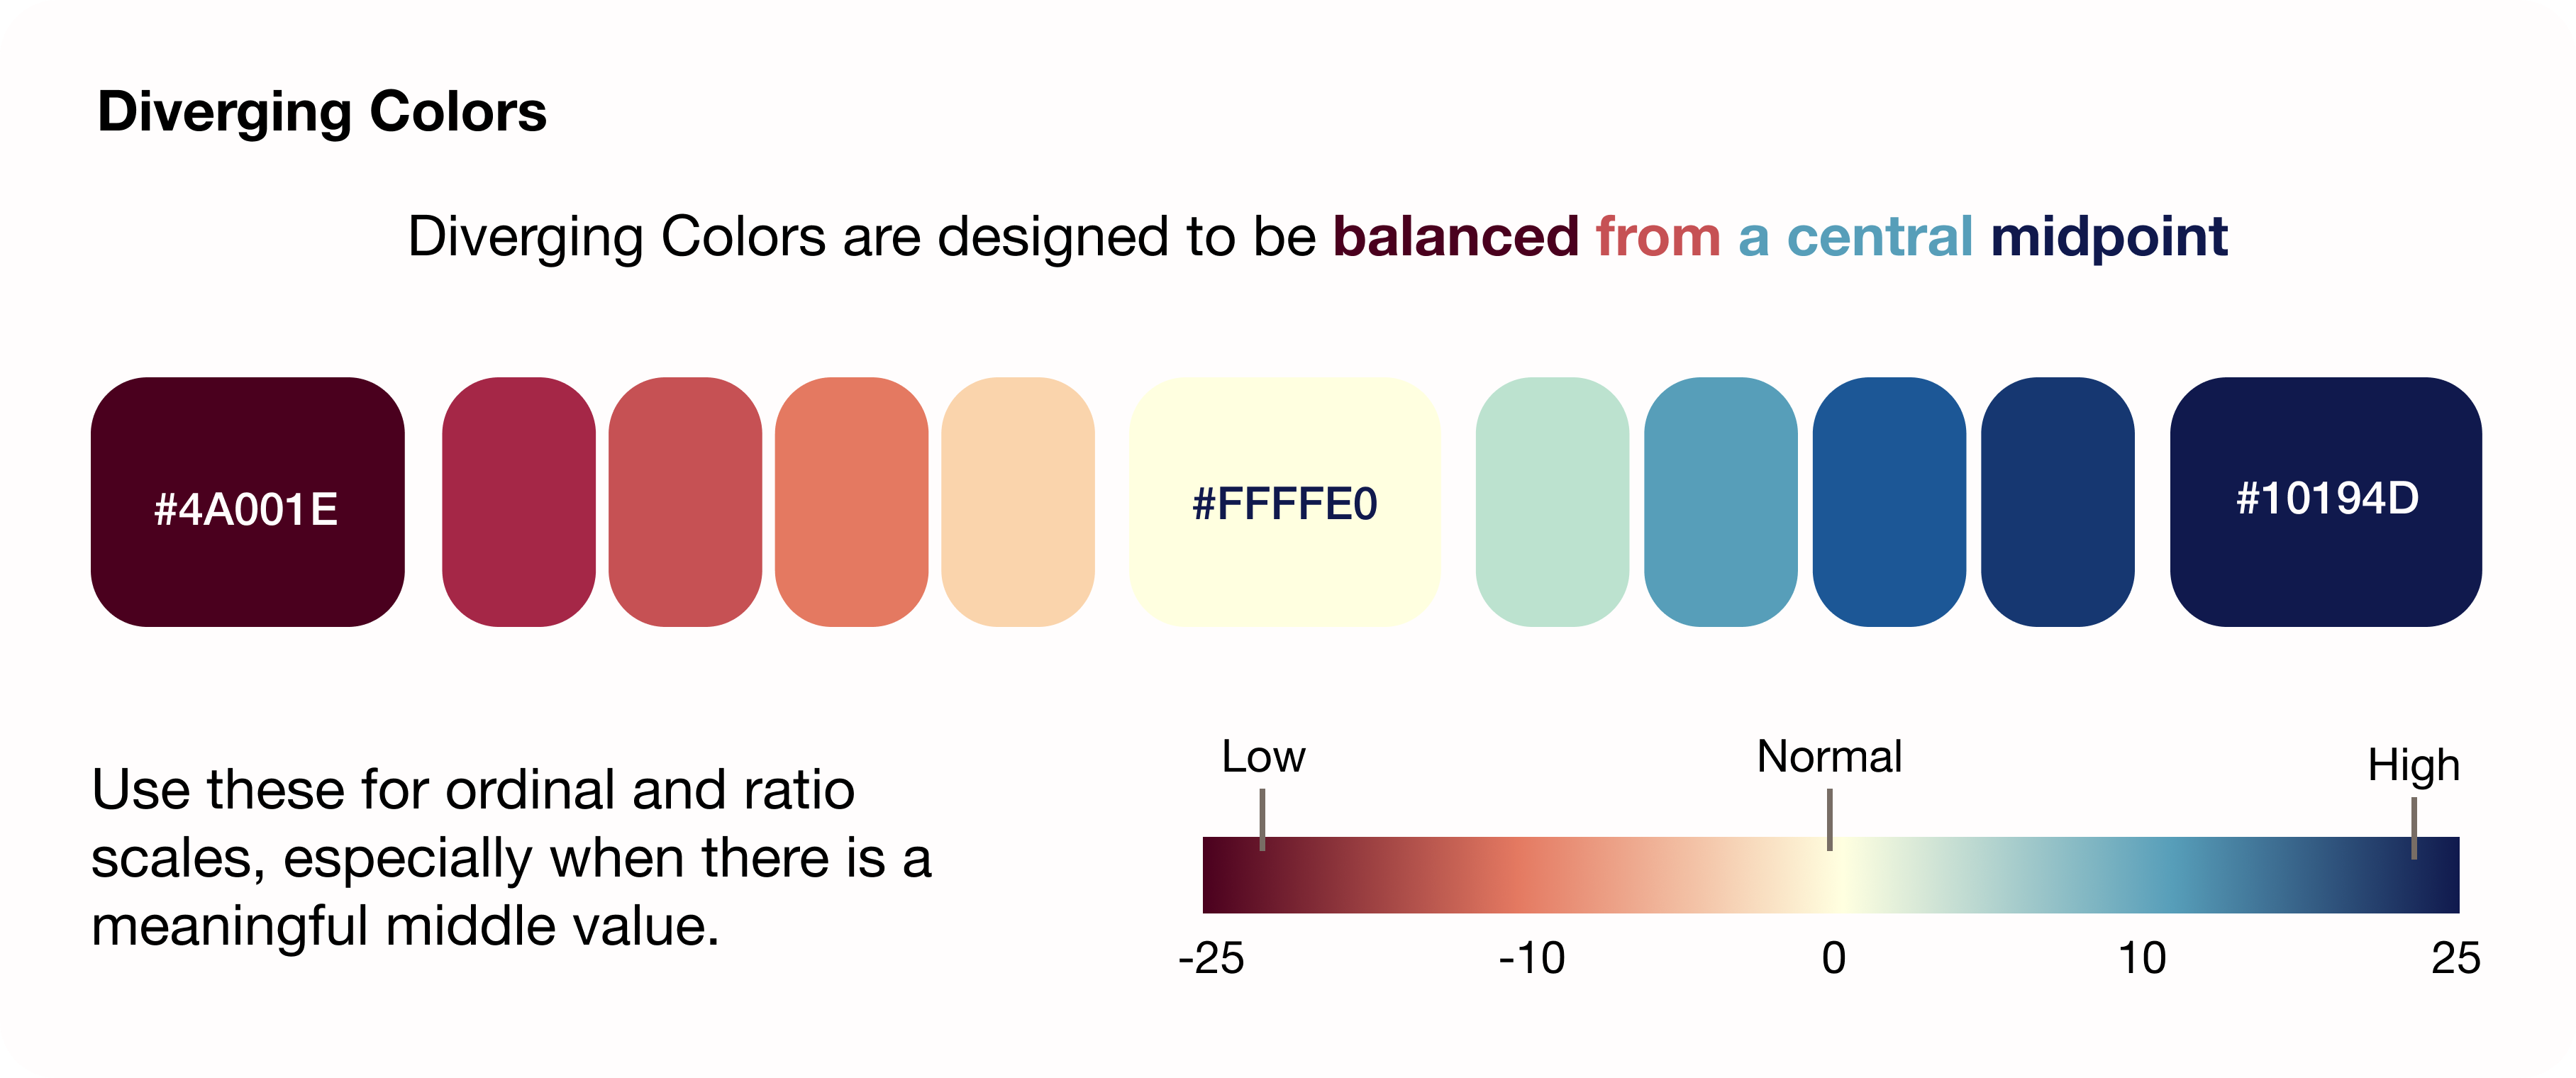 Diverging Colors
Diverging Colors are designed to be balanced from a central midpoint
#4A001E
#FFFFE0
#10194D
Use these for ordinal and ratio
scales, especially when there is a
meaningful middle value.
Low
Normal
High
-25
-10
0
10
25